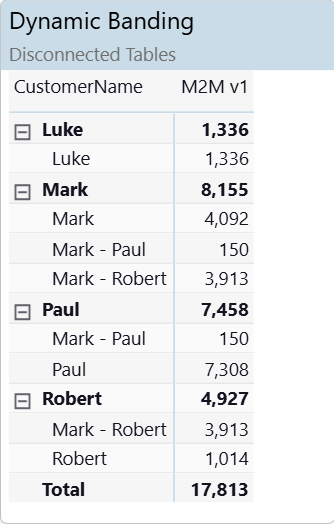 Dynamic Banding
Disconnected Tables
CustomerName M2M v1
Luke 1,336
Luke 1,336
Mark 8,155
Mark 4,092
Mark - Paul 150
Mark - Robert 3,913
Paul 7,458
Mark - Paul 150
Paul 7,308
Robert 4,927
Mark - Robert 3,913
Robert 1,014
Total 17,813